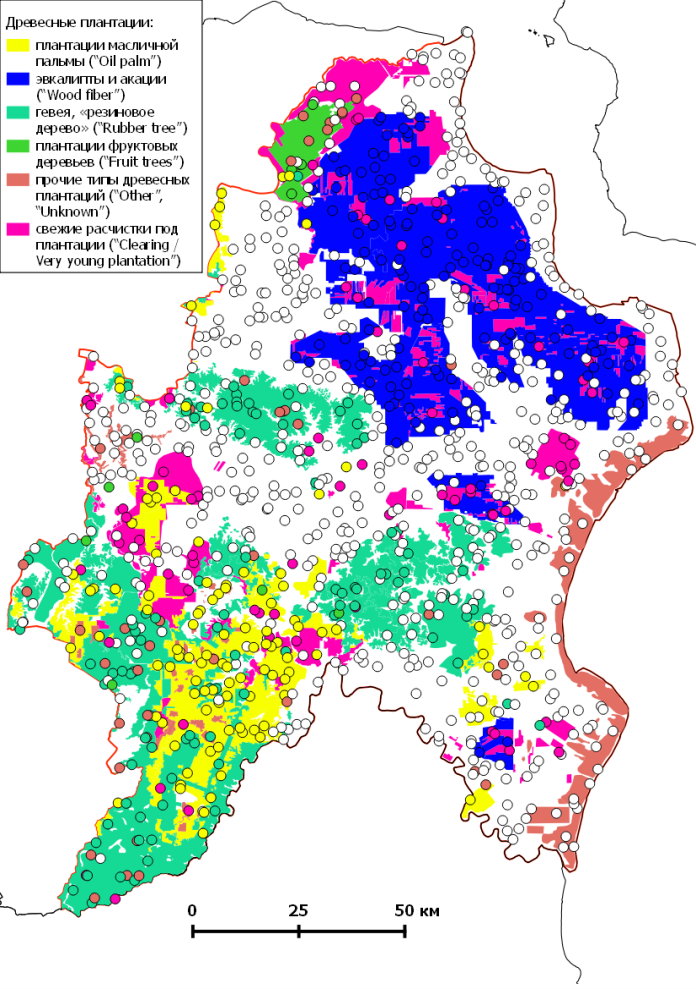 Древесные плантации:
плантации масличной
пальмы (“Oil palm”)
эвкалипты и акации
(“Wood fiber”)
гевея, «резиновое
дерево» (“Rubber tree”)
плантации фруктовых
деревьев (“Fruit trees”)
прочие типы древесных
плантаций (“Other”,
“Unknown”)
свежие расчистки под
плантации (“Clearing /
Very young plantation”)
0 25 50 км